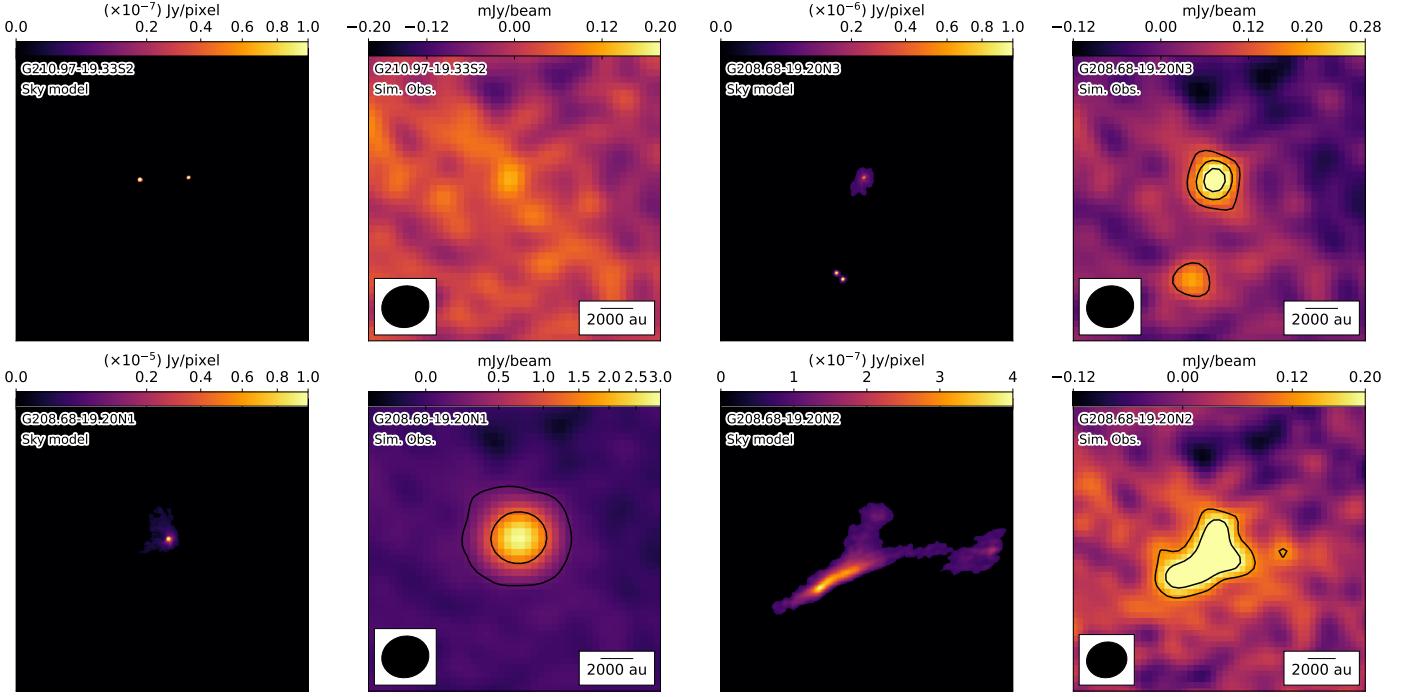 (×10⁻⁷) Jy/pixel
mJy/beam
(×10⁻⁶) Jy/pixel
mJy/beam
0.0 0.2 0.4 0.6 0.8 1.0
−0.20 −0.12 0.00 0.12 0.20
0.0 0.2 0.4 0.6 0.8 1.0
−0.12 0.00 0.12 0.20 0.28
G210.97-19.33S2
Sky model
G210.97-19.33S2
Sim. Obs.
2000 au
G208.68-19.20N3
Sky model
G208.68-19.20N3
Sim. Obs.
2000 au
(×10⁻⁵) Jy/pixel
mJy/beam
(×10⁻⁷) Jy/pixel
mJy/beam
0.0 0.2 0.4 0.6 0.8 1.0
0.0 0.5 1.0 1.5 2.0 2.5 3.0
0 1 2 3 4
−0.12 0.00 0.12 0.20
G208.68-19.20N1
Sky model
G208.68-19.20N1
Sim. Obs.
2000 au
G208.68-19.20N2
Sky model
G208.68-19.20N2
Sim. Obs.
2000 au